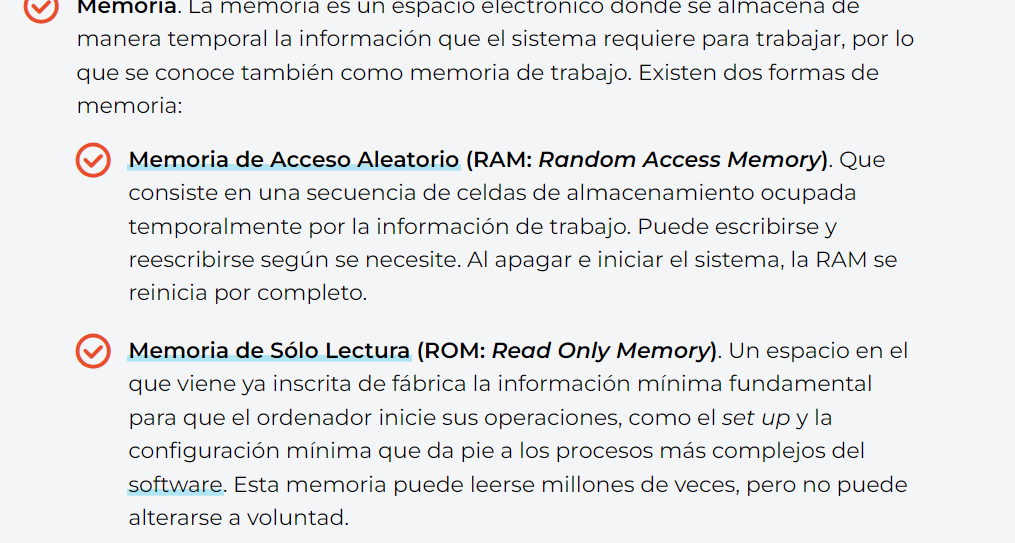 Memoria. La memoria es un espacio electrónico donde se almacena de
manera temporal la información que el sistema requiere para trabajar, por lo
que se conoce también como memoria de trabajo. Existen dos formas de
memoria:
Memoria de Acceso Aleatorio (RAM: Random Access Memory). Que
consiste en una secuencia de celdas de almacenamiento ocupada
temporalmente por la información de trabajo. Puede escribirse y
reescribirse según se necesite. Al apagar e iniciar el sistema, la RAM se
reinicia por completo.
Memoria de Sólo Lectura (ROM: Read Only Memory). Un espacio en el
que viene ya inscrita de fábrica la información mínima fundamental
para que el ordenador inicie sus operaciones, como el set up y la
configuración mínima que da pie a los procesos más complejos del
software. Esta memoria puede leerse millones de veces, pero no puede
alterarse a voluntad.